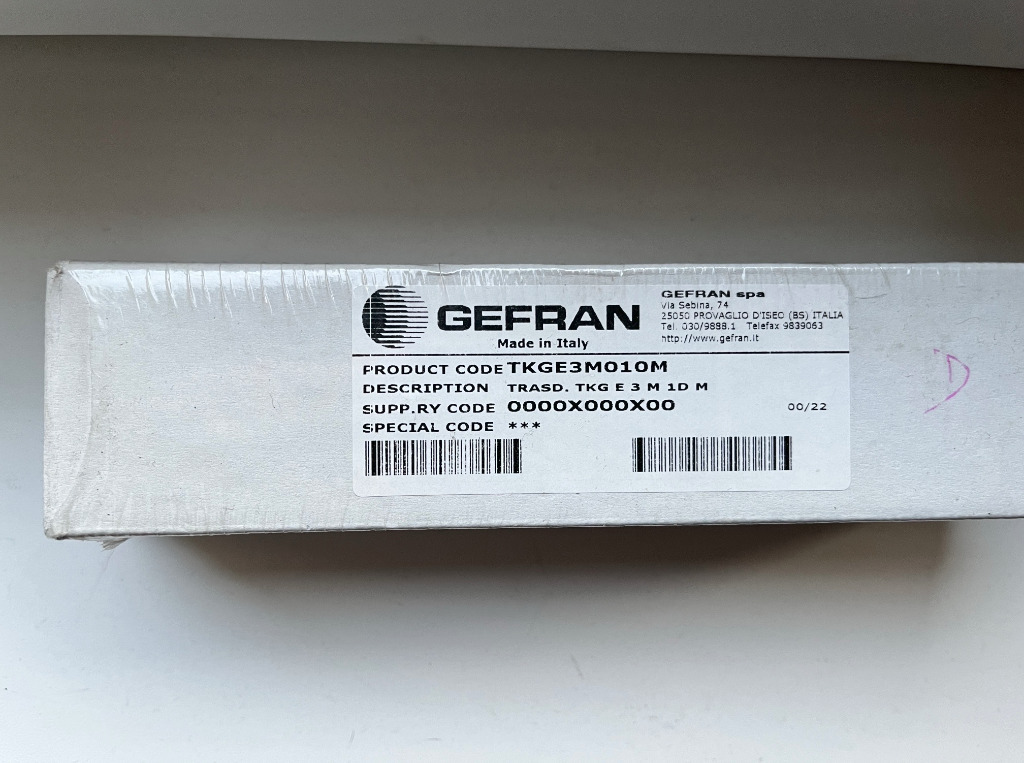 GEFRAN
Made in Italy
GEFRAN spa
Via Sebina, 74
25050 PROVAGLIO D'ISEO (BS) ITALIA
Tel. 030/9888.1 Telefax 9839063
http://www.gefran.it
PRODUCT CODE TKGE3M010M
DESCRIPTION TRASD. TKG E 3 M 1D M
SUPP.RY CODE 0000X000X00
00/22
SPECIAL CODE ***
D